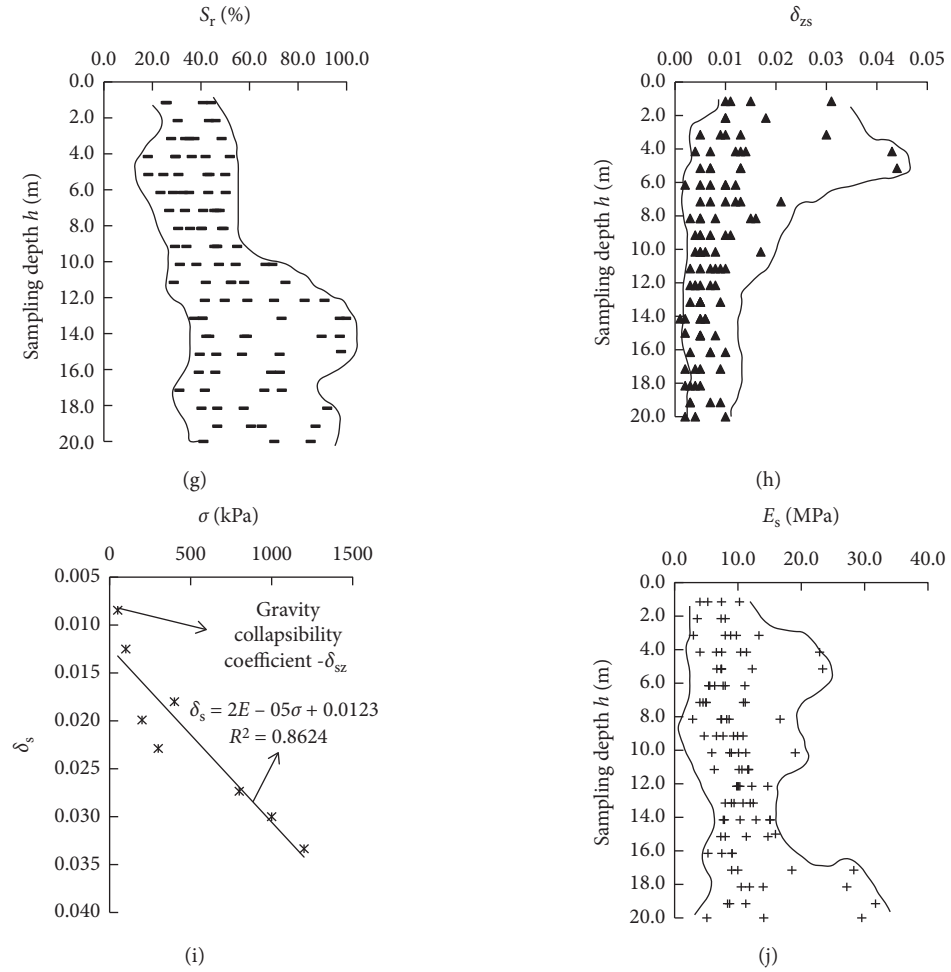 S_r (%)
0.0 20.0 40.0 60.0 80.0 100.0
0.0
2.0
4.0
6.0
8.0
10.0
12.0
14.0
16.0
18.0
20.0
Sampling depth h (m)
(g)
δ_zs
0.00 0.01 0.02 0.03 0.04 0.05
0.0
2.0
4.0
6.0
8.0
10.0
12.0
14.0
16.0
18.0
20.0
Sampling depth h (m)
(h)
σ (kPa)
0 500 1000 1500
0.005
0.010
0.015
0.020
0.025
0.030
0.035
0.040
δ_s
Gravity
collapsibility
coefficient -δ_sz
δ_s = 2E – 05σ + 0.0123
R² = 0.8624
(i)
E_s (MPa)
0.0 10.0 20.0 30.0 40.0
0.0
2.0
4.0
6.0
8.0
10.0
12.0
14.0
16.0
18.0
20.0
Sampling depth h (m)
(j)